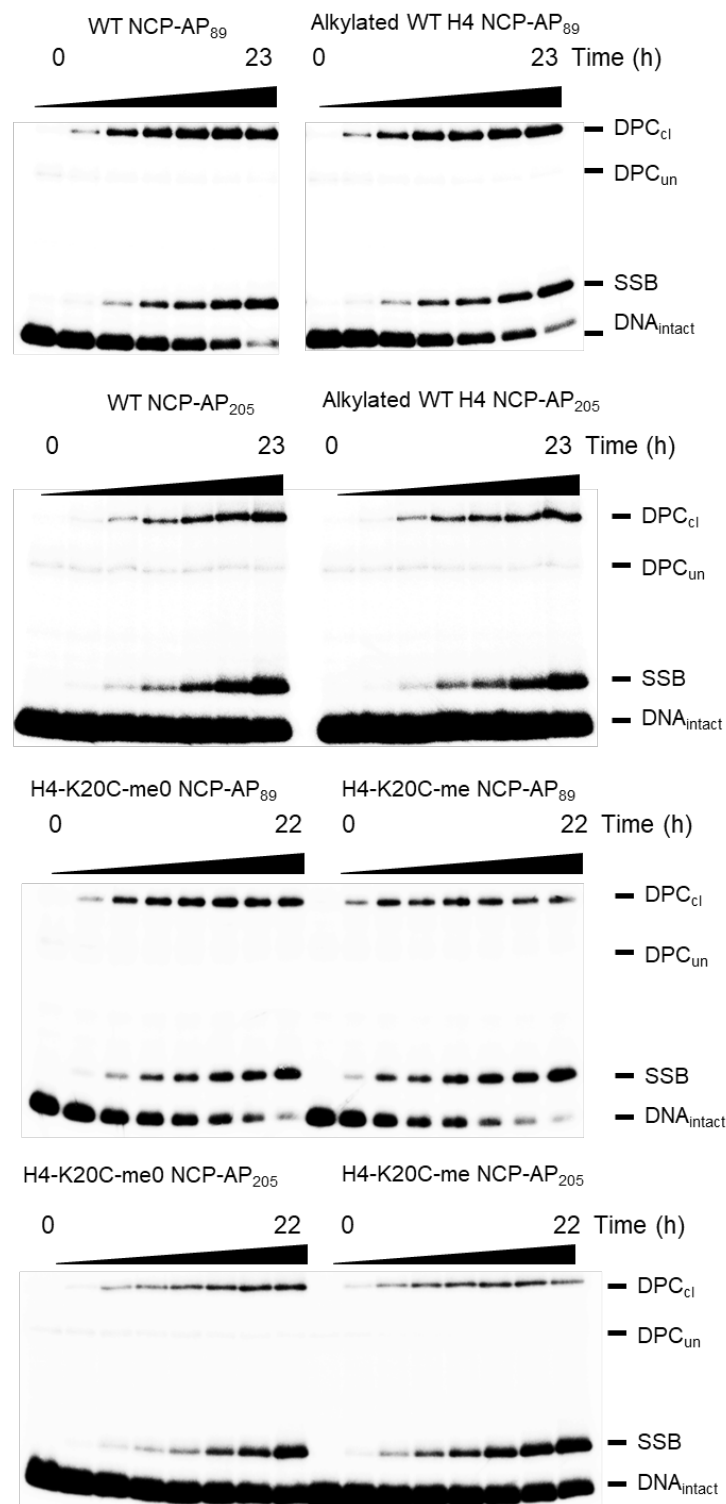 WT NCP-AP89 Alkylated WT H4 NCP-AP89
0 23 0 23 Time (h)
DPCcl
DPCun
SSB
DNAintact
WT NCP-AP205 Alkylated WT H4 NCP-AP205
0 23 0 23 Time (h)
DPCcl
DPCun
SSB
DNAintact
H4-K20C-me0 NCP-AP89 H4-K20C-me NCP-AP89
0 22 0 22 Time (h)
DPCcl
DPCun
SSB
DNAintact
H4-K20C-me0 NCP-AP205 H4-K20C-me NCP-AP205
0 22 0 22 Time (h)
DPCcl
DPCun
SSB
DNAintact